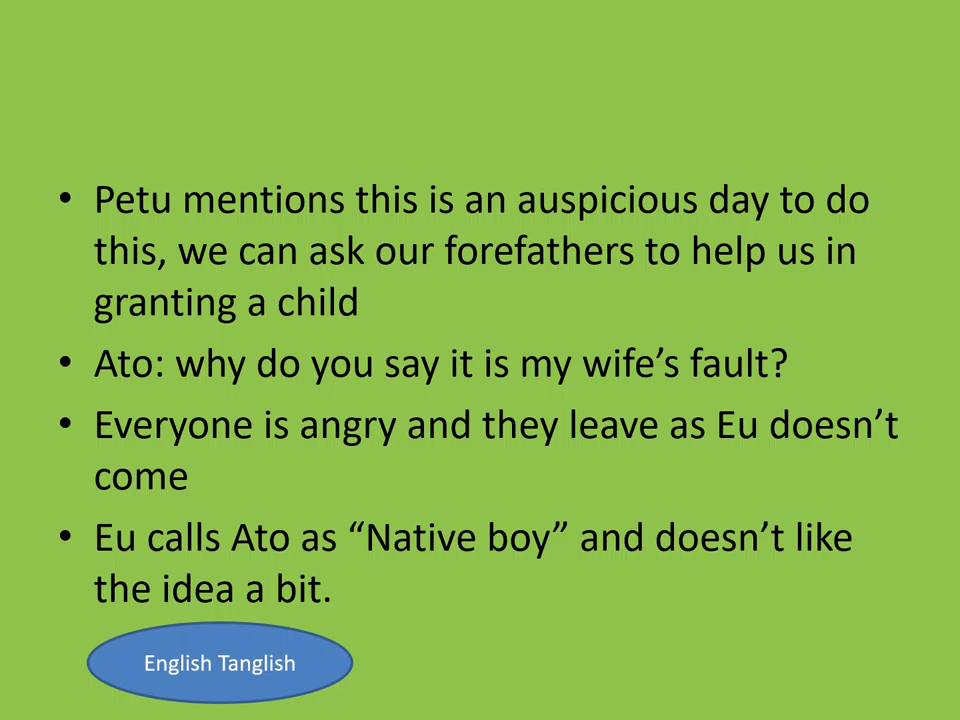 • Petu mentions this is an auspicious day to do
this, we can ask our forefathers to help us in
granting a child
• Ato: why do you say it is my wife’s fault?
• Everyone is angry and they leave as Eu doesn’t
come
• Eu calls Ato as “Native boy” and doesn’t like
the idea a bit.
English Tanglish